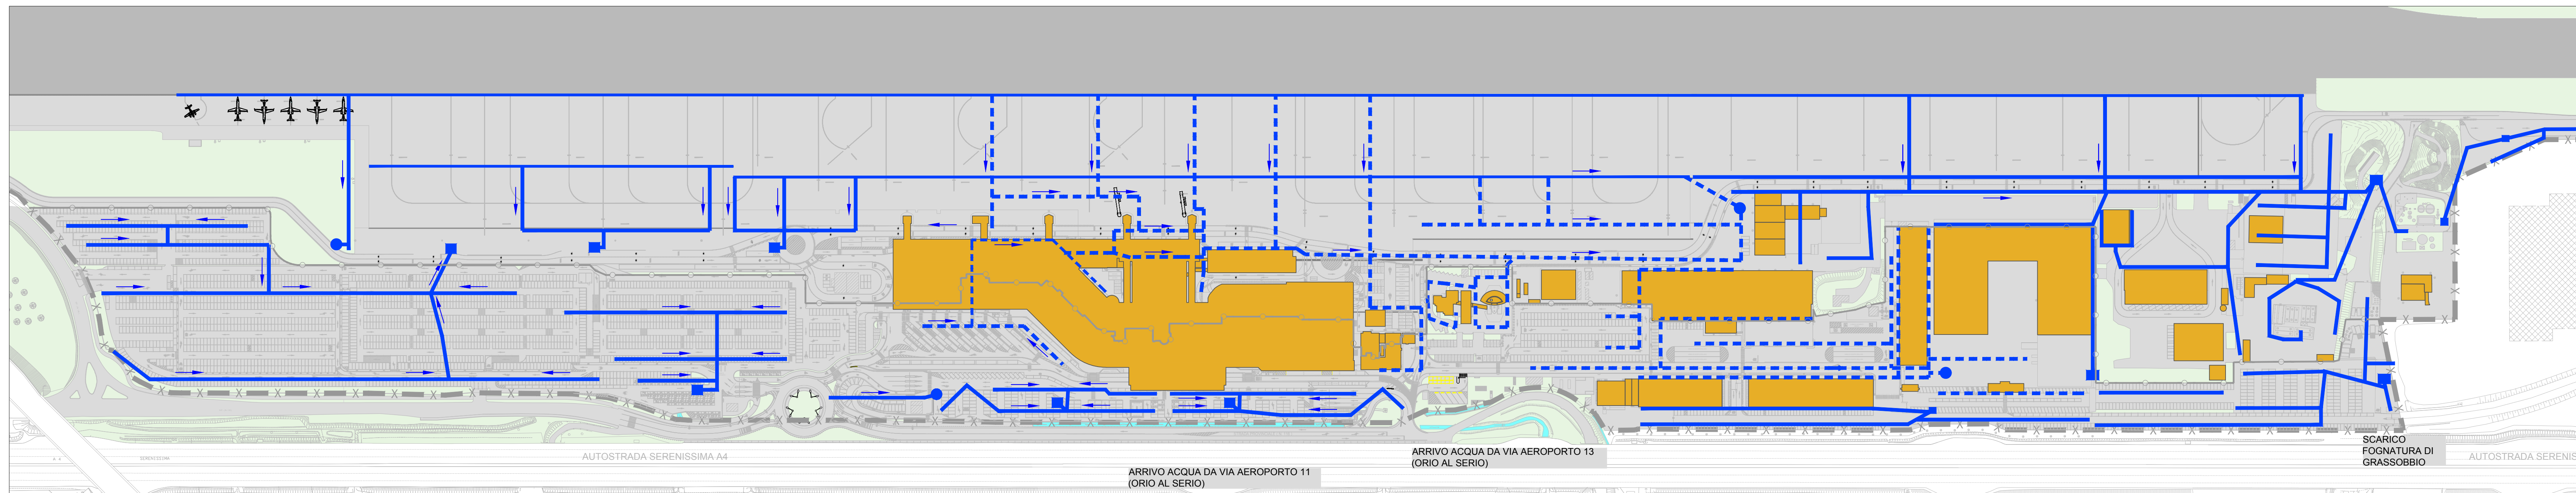 AUTOSTRADA SERENISSIMA A4
ARRIVO ACQUA DA VIA AEROPORTO 11
(ORIO AL SERIO)
ARRIVO ACQUA DA VIA AEROPORTO 13
(ORIO AL SERIO)
SCARICO
FOGNATURA DI
GRASSOBBIO
AUTOSTRADA SERENIS